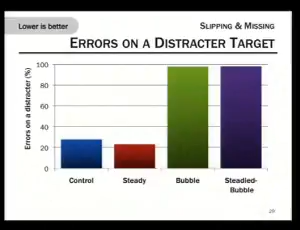 Lower is better
SLIPPING & MISSING
ERRORS ON A DISTRACTER TARGET
Errors on a distracter (%)
100
80
60
40
20
0
Control
Steady
Bubble
Steadied-
Bubble